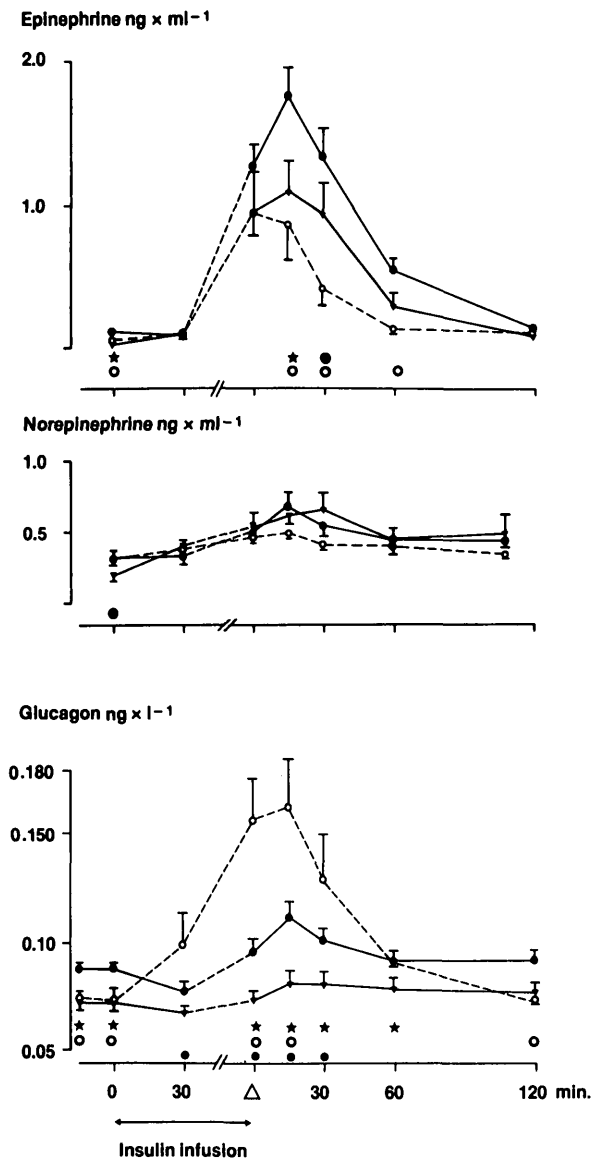 Epinephrine ng × ml⁻¹
2.0
1.0
Norepinephrine ng × ml⁻¹
1.0
0.5
Glucagon ng × l⁻¹
0.180
0.150
0.10
0.05
0 30 △ 30 60 120 min.
Insulin infusion